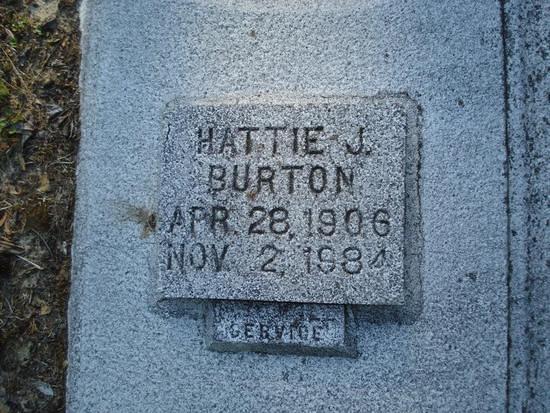 HATTIE J.
BURTON
APR. 28, 1906
NOV. 2, 1984
SERVICE